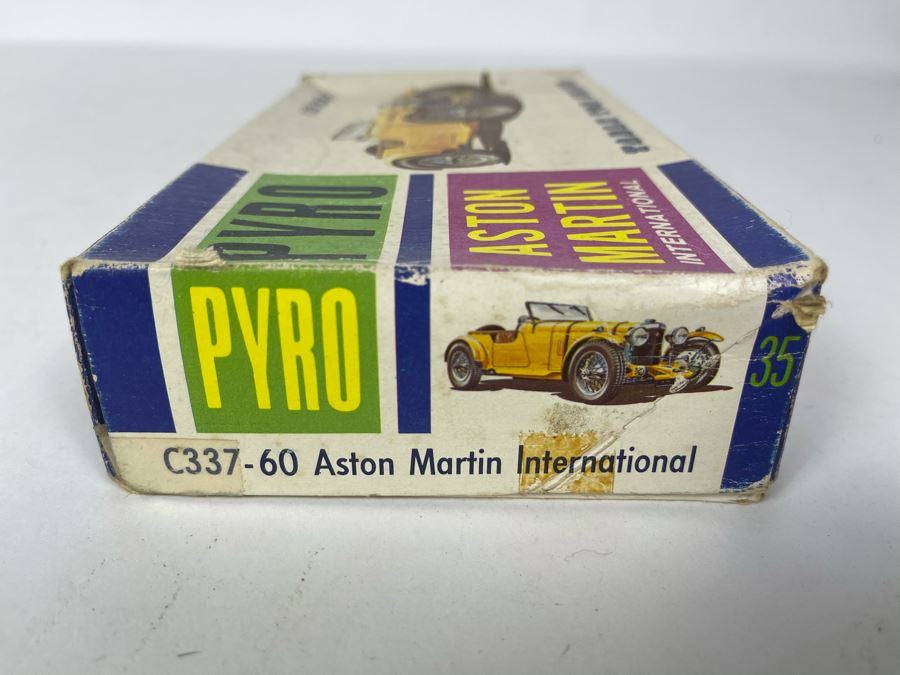 PYRO
ASTON
MARTIN
INTERNATIONAL
PYRO
35
C337-60 Aston Martin International